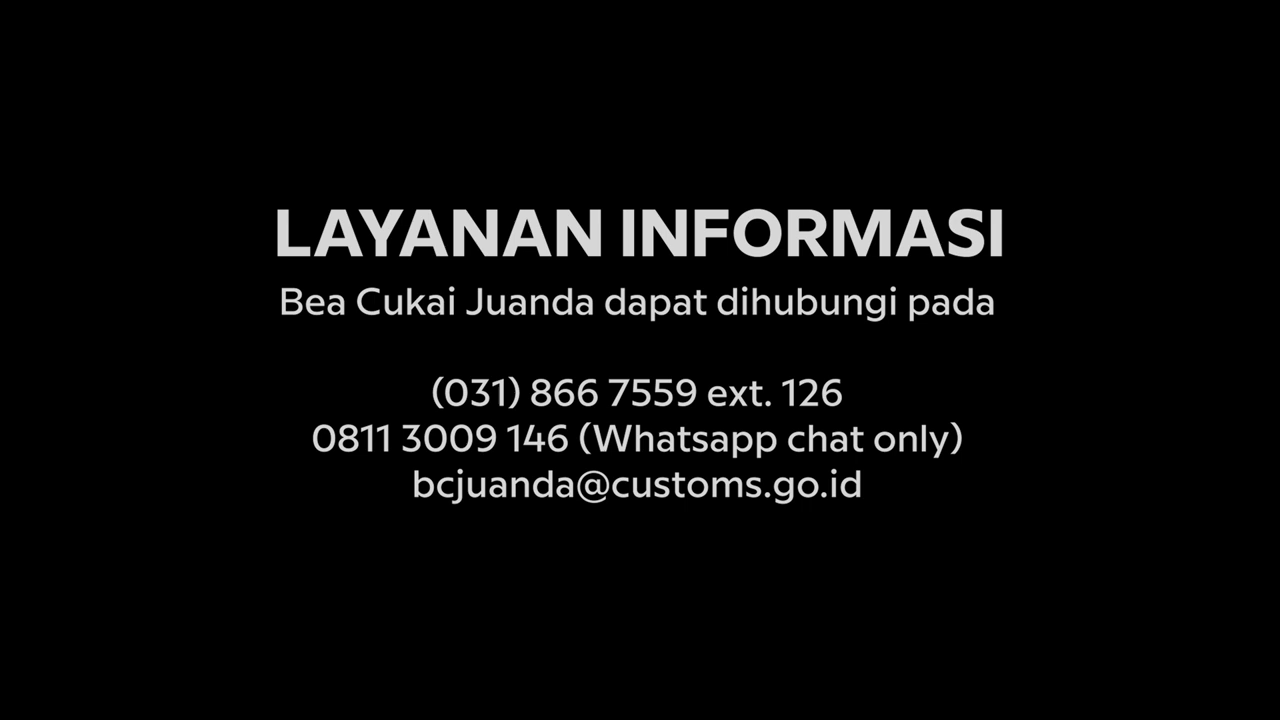 LAYANAN INFORMASI
Bea Cukai Juanda dapat dihubungi pada
(031) 866 7559 ext. 126
0811 3009 146 (Whatsapp chat only)
bcjuanda@customs.go.id